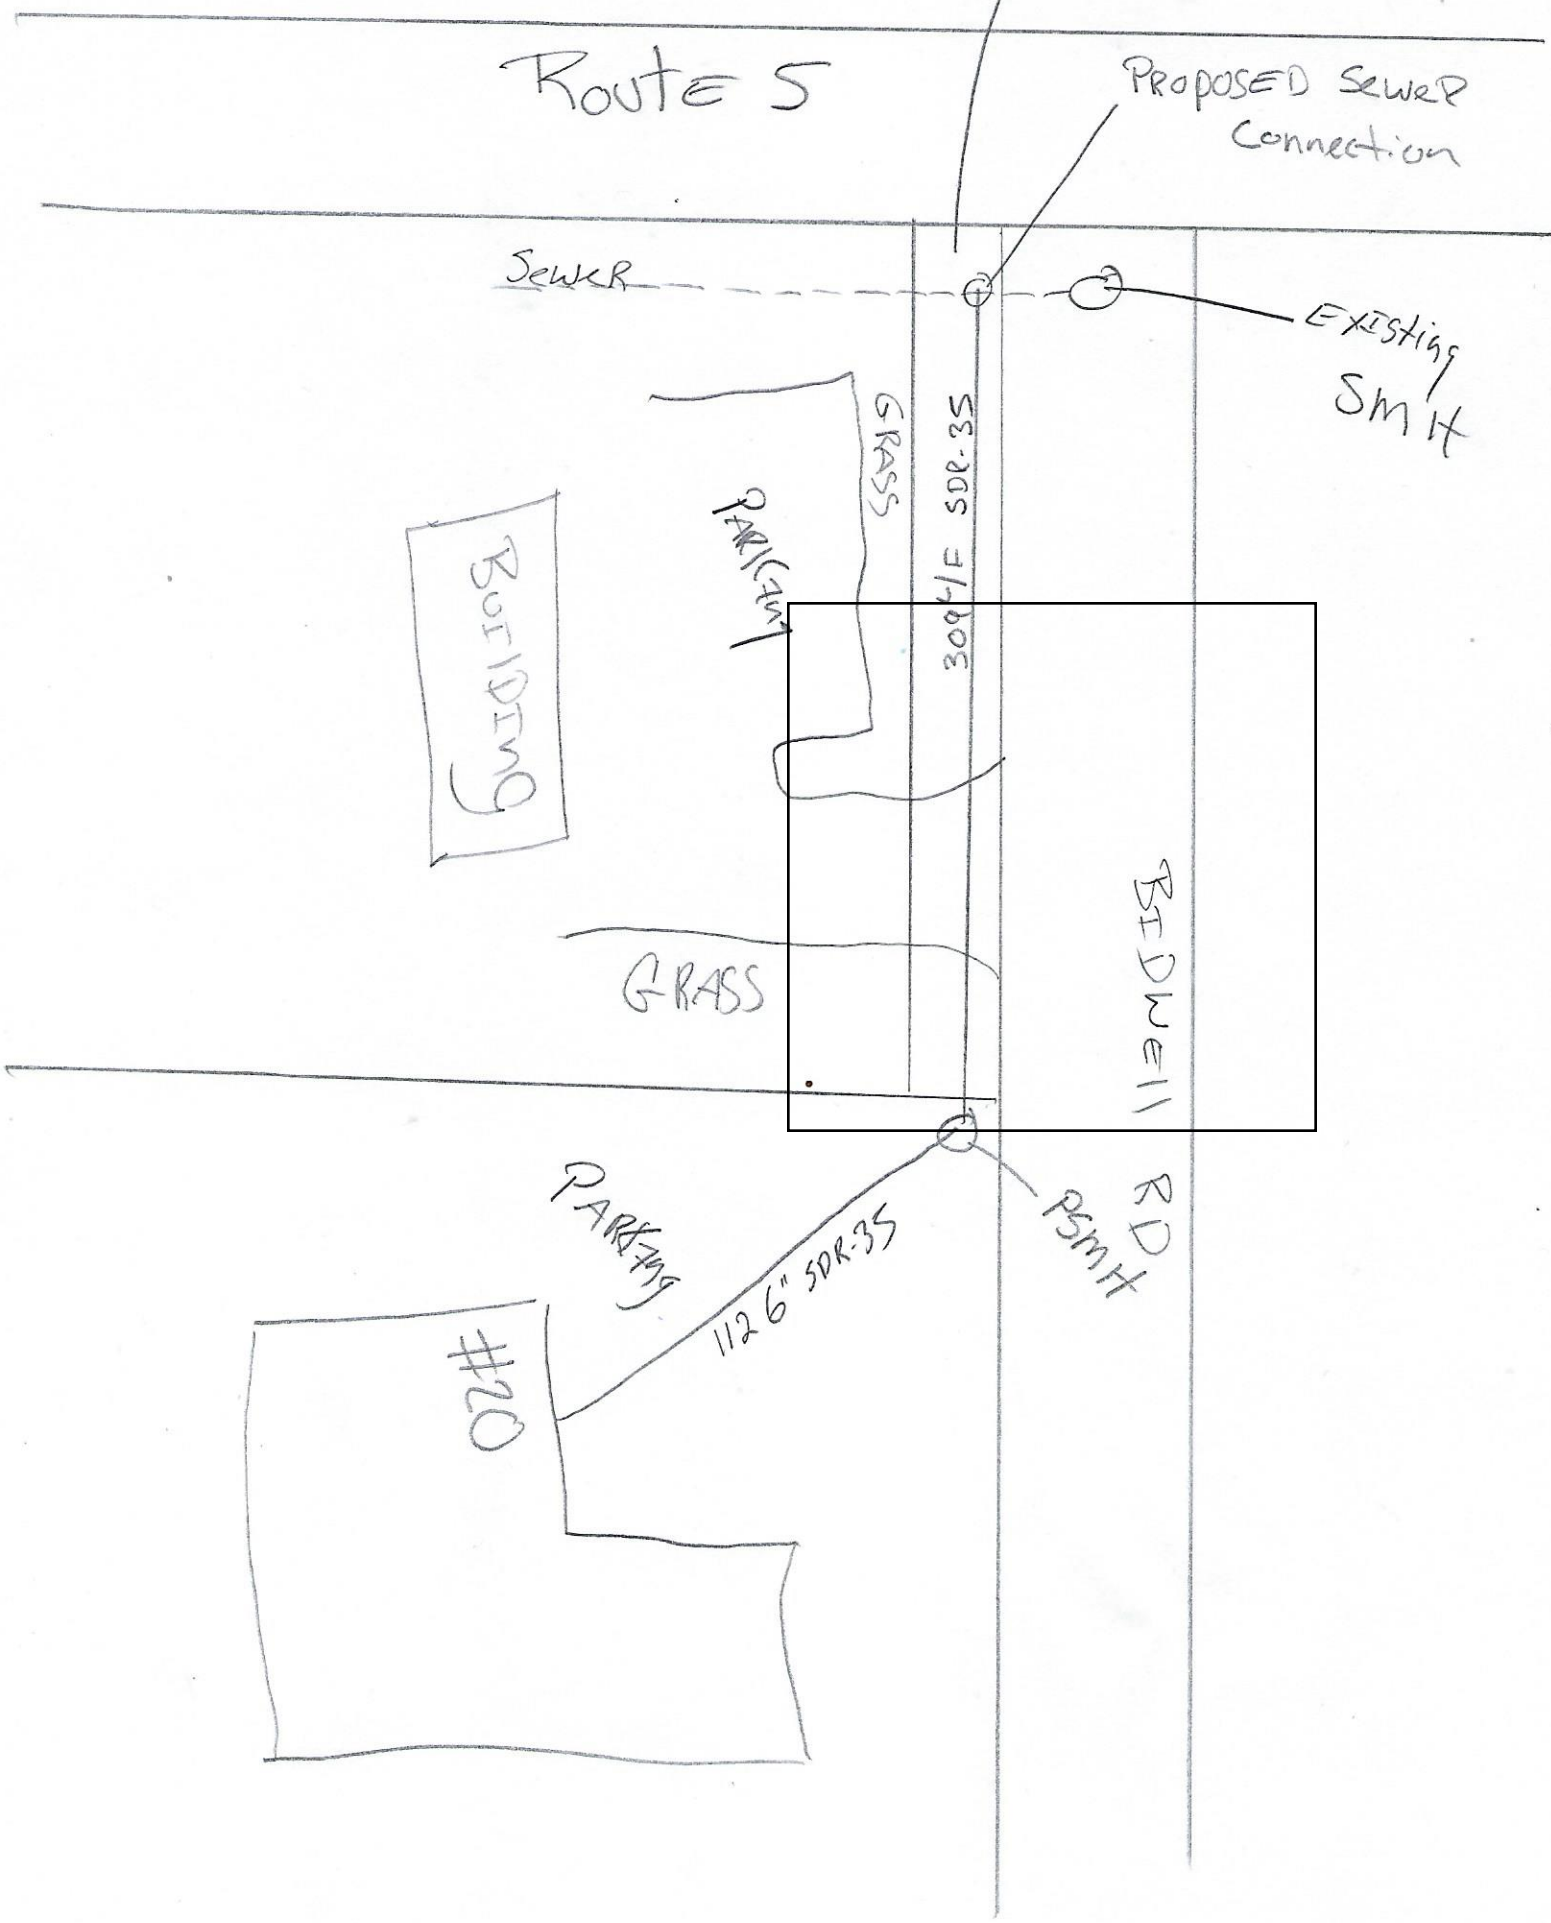 Route 5
PROPOSED Sewer
Connection
Sewer
Existing
SMH
GRASS
309 L/F SDR-35
PARKing
BuilDing
BIDWEll RD
GRASS
PARKing
PSMH
112 6" SDR-35
#20